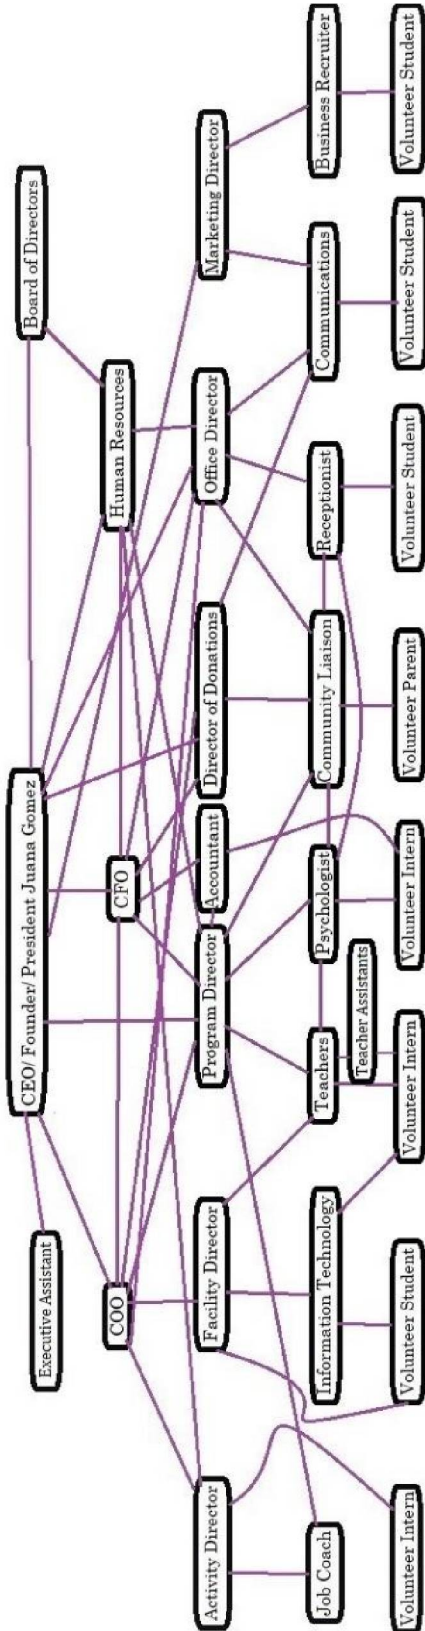 CEO/ Founder/ President Juana Gomez
Board of Directors
Executive Assistant
COO
CFO
Human Resources
Activity Director
Facility Director
Program Director
Accountant
Director of Donations
Office Director
Marketing Director
Job Coach
Information Technology
Teachers
Teacher Assistants
Psychologist
Community Liaison
Receptionist
Communications
Business Recruiter
Volunteer Intern
Volunteer Student
Volunteer Intern
Volunteer Intern
Volunteer Parent
Volunteer Student
Volunteer Student
Volunteer Student